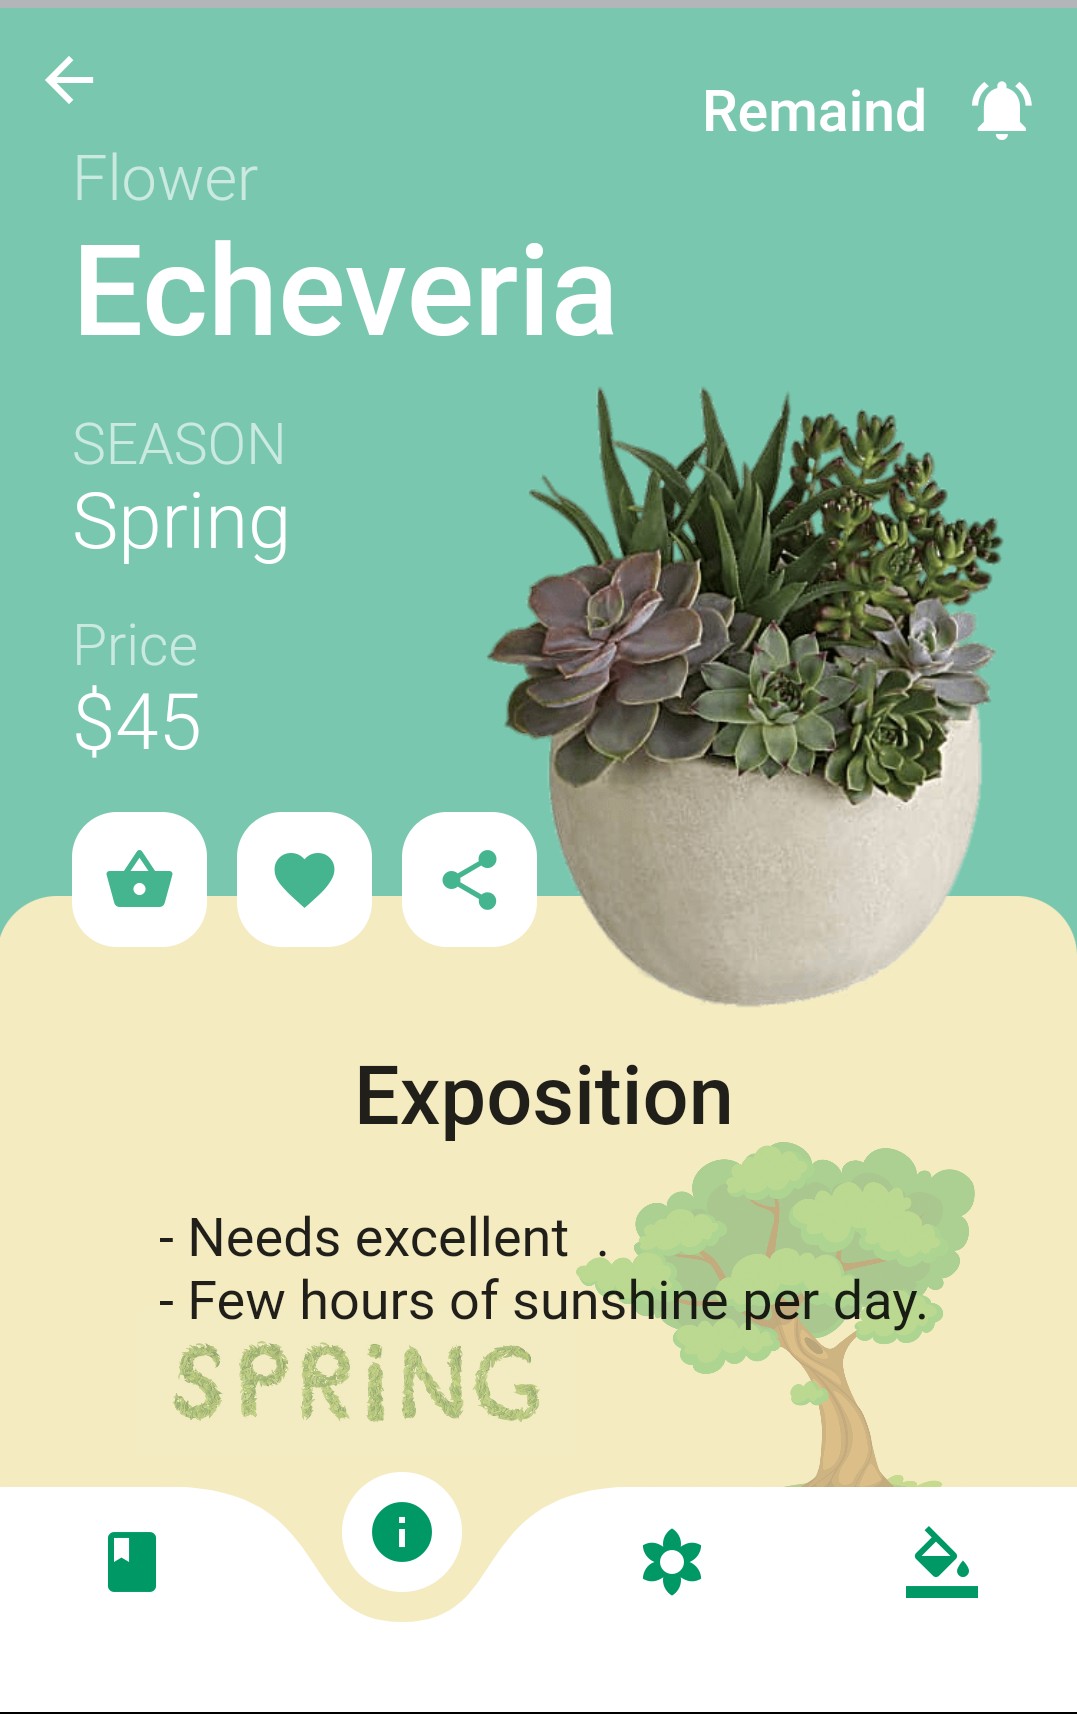 Remaind
Flower
Echeveria
SEASON
Spring
Price
$45
Exposition
- Needs excellent  .
- Few hours of sunshine per day.
SPRiNG